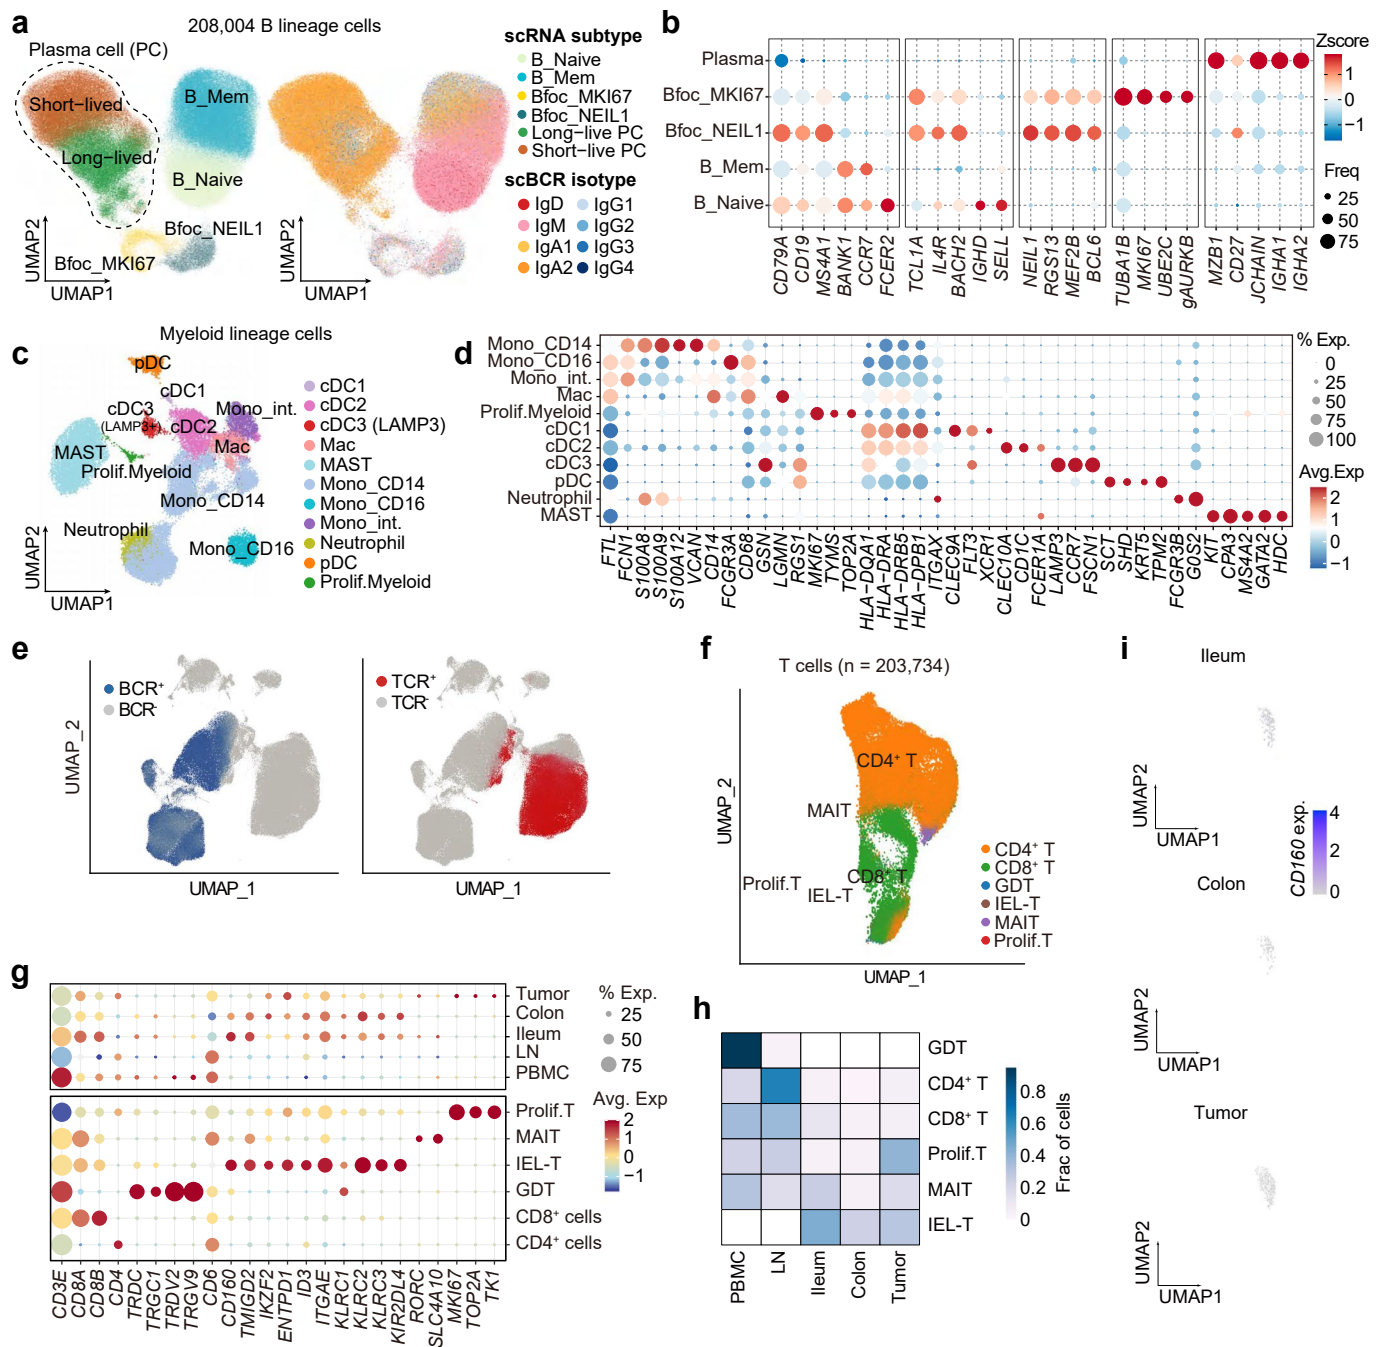 a
208,004 B lineage cells
Plasma cell (PC)
Short−lived
Long−lived
B_Mem
B_Naive
Bfoc_NEIL1
Bfoc_MKI67
UMAP2
UMAP1
UMAP2
UMAP1
scRNA subtype
B_Naive
B_Mem
Bfoc_MKI67
Bfoc_NEIL1
Long−live PC
Short−live PC
scBCR isotype
IgD
IgM
IgA1
IgA2
IgG1
IgG2
IgG3
IgG4
b
Plasma
Bfoc_MKI67
Bfoc_NEIL1
B_Mem
B_Naive
CD79A
CD19
MS4A1
BANK1
CCR7
FCER2
TCL1A
IL4R
BACH2
IGHD
SELL
NEIL1
RGS13
MEF2B
BCL6
TUBA1B
MKI67
UBE2C
gAURKB
MZB1
CD27
JCHAIN
IGHA1
IGHA2
Zscore
1
0
−1
Freq
25
50
75
c
Myeloid lineage cells
pDC
cDC1
cDC3
(LAMP3+)
cDC2
Mono_int.
Mac
MAST
Prolif.Myeloid
Mono_CD14
Neutrophil
Mono_CD16
UMAP2
UMAP1
cDC1
cDC2
cDC3 (LAMP3)
Mac
MAST
Mono_CD14
Mono_CD16
Mono_int.
Neutrophil
pDC
Prolif.Myeloid
d
Mono_CD14
Mono_CD16
Mono_int.
Mac
Prolif.Myeloid
cDC1
cDC2
cDC3
pDC
Neutrophil
MAST
FTL
FCN1
S100A8
S100A9
S100A12
VCAN
CD14
FCGR3A
CD68
GSN
LGMN
RGS1
MKI67
TYMS
TOP2A
HLA−DQA1
HLA−DRA
HLA−DRB5
HLA−DPB1
ITGAX
CLEC9A
FLT3
XCR1
CLEC10A
CD1C
FCER1A
LAMP3
CCR7
FSCN1
SCT
SHD
KRT5
TPM2
FCGR3B
G0S2
KIT
CPA3
MS4A2
GATA2
HDC
% Exp.
0
25
50
75
100
Avg.Exp
2
1
0
−1
e
BCR+
BCR-
UMAP_2
UMAP_1
TCR+
TCR-
UMAP_1
f
T cells (n = 203,734)
CD4+ T
MAIT
CD8+ T
Prolif.T
IEL-T
UMAP_2
UMAP_1
CD4+ T
CD8+ T
GDT
IEL-T
MAIT
Prolif.T
i
Ileum
UMAP2
UMAP1
Colon
UMAP2
UMAP1
Tumor
UMAP2
UMAP1
CD160 exp.
4
2
0
g
Tumor
Colon
Ileum
LN
PBMC
Prolif.T
MAIT
IEL-T
GDT
CD8+ cells
CD4+ cells
CD3E
CD8A
CD8B
CD4
TRDC
TRGC1
TRDV2
TRGV9
CD6
CD160
TMIGD2
IKZF2
ENTPD1
ID3
ITGAE
KLRC1
KLRC2
KLRC3
KIR2DL4
RORC
SLC4A10
MKI67
TOP2A
TK1
% Exp.
25
50
75
Avg. Exp
2
1
0
−1
h
GDT
CD4+ T
CD8+ T
Prolif.T
MAIT
IEL-T
PBMC
LN
Ileum
Colon
Tumor
Frac of cells
0.8
0.6
0.4
0.2
0